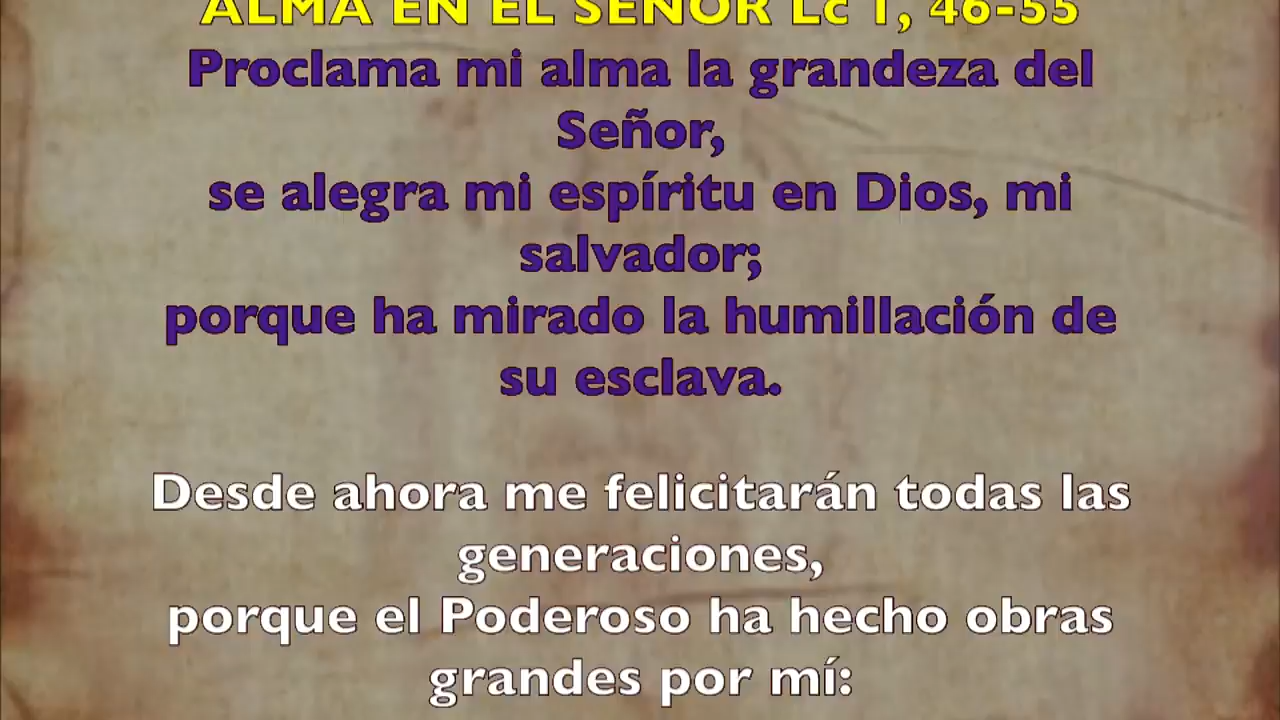 ALMA EN EL SEÑOR Lc 1, 46-55
Proclama mi alma la grandeza del
Señor,
se alegra mi espíritu en Dios, mi
salvador;
porque ha mirado la humillación de
su esclava.
Desde ahora me felicitarán todas las
generaciones,
porque el Poderoso ha hecho obras
grandes por mí: